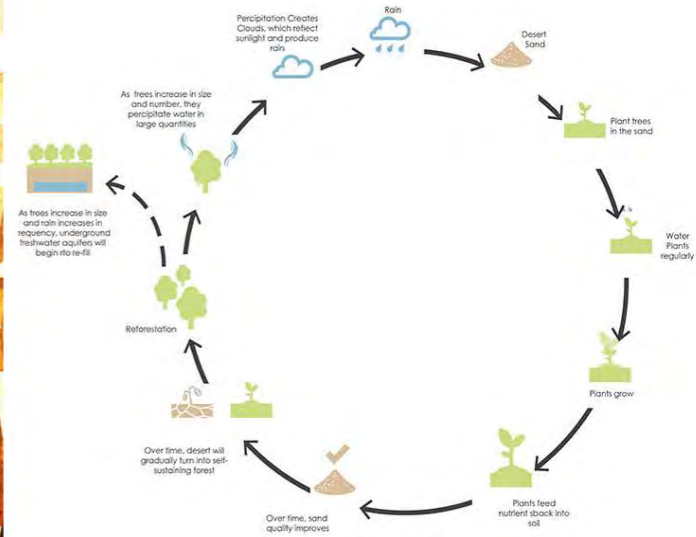 Rain
Percipitation Creates
Clouds, which reflect
sunlight and produce
rain
Desert
Sand
Plant trees
in the sand
Water
Plants
regularly
Plants grow
Plants feed
nutrient sback into
soil
Over time, sand
quality improves
Over time, desert will
gradually turn into self-
sustaining forest
Reforestation
As trees increase in size
and rain increases in
requency, underground
freshwater aquifers will
begin rto re-fill
As trees increase in size
and number, they
percipitate water in
large quantities